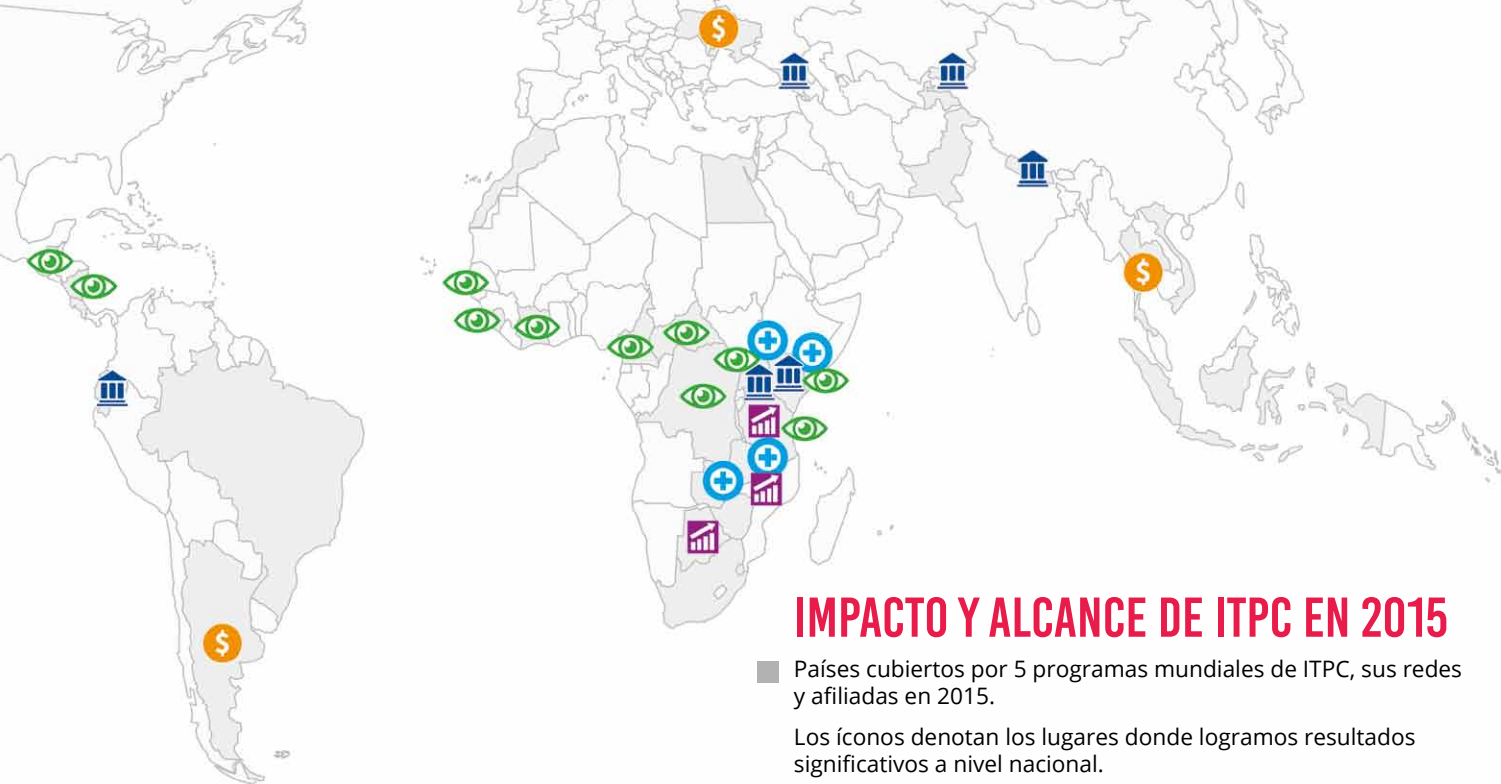 IMPACTO Y ALCANCE DE ITPC EN 2015
Países cubiertos por 5 programas mundiales de ITPC, sus redes
y afiliadas en 2015.
Los íconos denotan los lugares donde logramos resultados
significativos a nivel nacional.